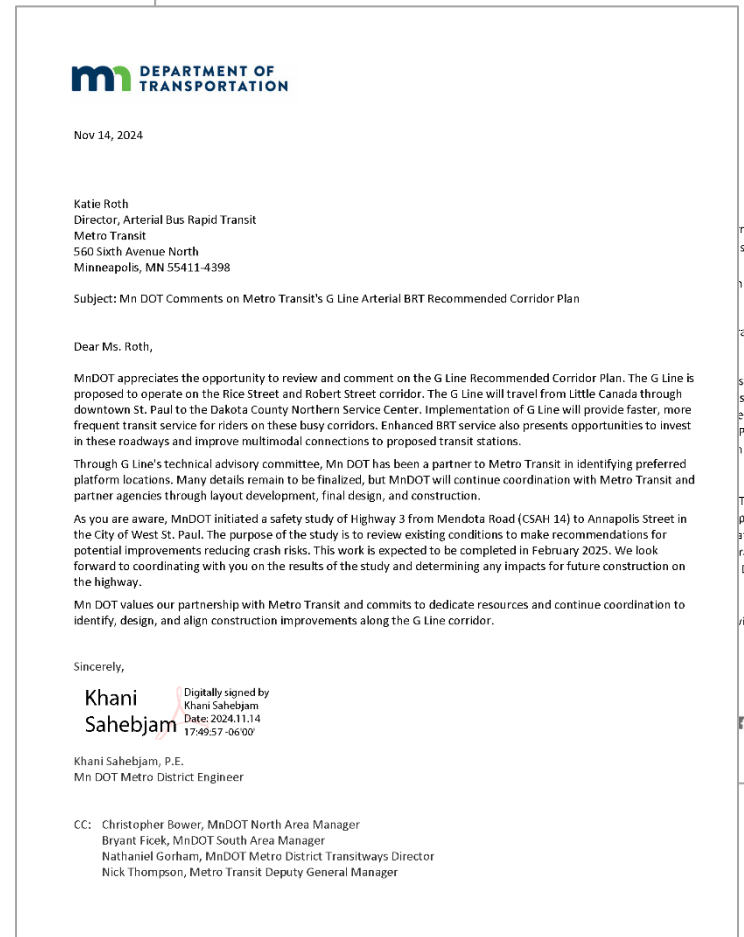 mn DEPARTMENT OF
TRANSPORTATION
Nov 14, 2024
Katie Roth
Director, Arterial Bus Rapid Transit
Metro Transit
560 Sixth Avenue North
Minneapolis, MN 55411-4398
Subject: Mn DOT Comments on Metro Transit's G Line Arterial BRT Recommended Corridor Plan
Dear Ms. Roth,
MnDOT appreciates the opportunity to review and comment on the G Line Recommended Corridor Plan. The G Line is
proposed to operate on the Rice Street and Robert Street corridor. The G Line will travel from Little Canada through
downtown St. Paul to the Dakota County Northern Service Center. Implementation of G Line will provide faster, more
frequent transit service for riders on these busy corridors. Enhanced BRT service also presents opportunities to invest
in these roadways and improve multimodal connections to proposed transit stations.
Through G Line's technical advisory committee, Mn DOT has been a partner to Metro Transit in identifying preferred
platform locations. Many details remain to be finalized, but MnDOT will continue coordination with Metro Transit and
partner agencies through layout development, final design, and construction.
As you are aware, MnDOT initiated a safety study of Highway 3 from Mendota Road (CSAH 14) to Annapolis Street in
the City of West St. Paul. The purpose of the study is to review existing conditions to make recommendations for
potential improvements reducing crash risks. This work is expected to be completed in February 2025. We look
forward to coordinating with you on the results of the study and determining any impacts for future construction on
the highway.
Mn DOT values our partnership with Metro Transit and commits to dedicate resources and continue coordination to
identify, design, and align construction improvements along the G Line corridor.
Sincerely,
Khani
Sahebjam
Digitally signed by
Khani Sahebjam
Date: 2024.11.14
17:49:57 -06'00'
Khani Sahebjam, P.E.
Mn DOT Metro District Engineer
CC: Christopher Bower, MnDOT North Area Manager
Bryant Ficek, MnDOT South Area Manager
Nathaniel Gorham, MnDOT Metro District Transitways Director
Nick Thompson, Metro Transit Deputy General Manager